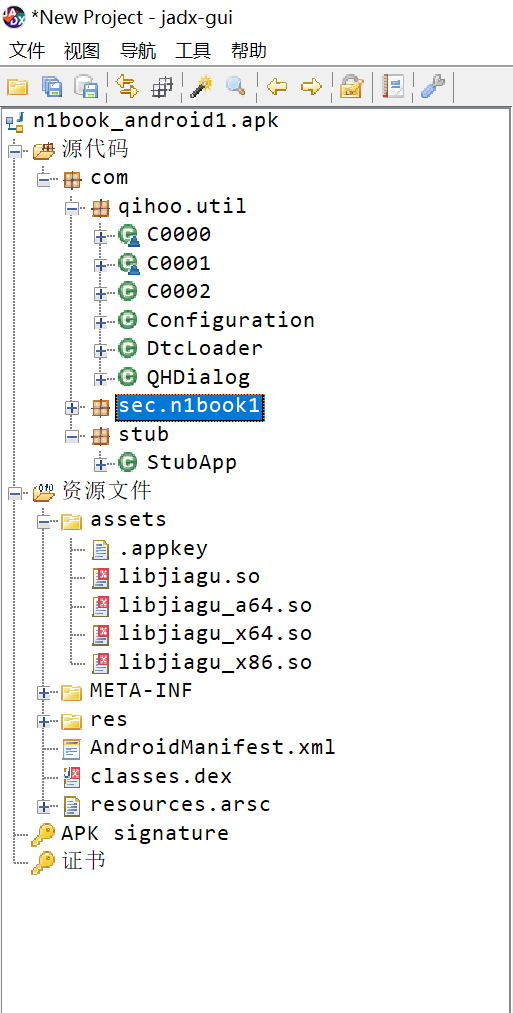 *New Project - jadx-gui
文件 视图 导航 工具 帮助
n1book_android1.apk
源代码
com
qihoo.util
C0000
C0001
C0002
Configuration
DtcLoader
QHDialog
sec.n1book1
stub
StubApp
资源文件
assets
.appkey
libjiagu.so
libjiagu_a64.so
libjiagu_x64.so
libjiagu_x86.so
META-INF
res
AndroidManifest.xml
classes.dex
resources.arsc
APK signature
证书